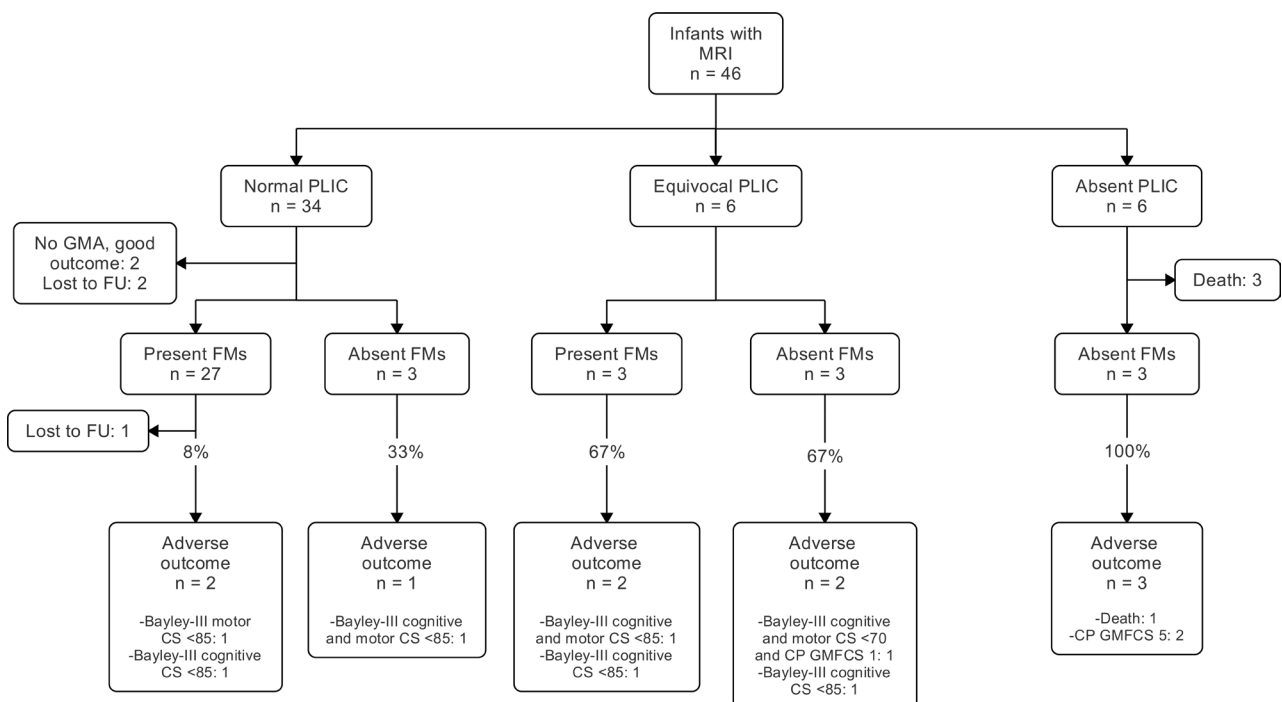 Infants with
MRI
n = 46
Normal PLIC
n = 34
Equivocal PLIC
n = 6
Absent PLIC
n = 6
No GMA, good
outcome: 2
Lost to FU: 2
Death: 3
Present FMs
n = 27
Absent FMs
n = 3
Present FMs
n = 3
Absent FMs
n = 3
Absent FMs
n = 3
Lost to FU: 1
8%
33%
67%
67%
100%
Adverse
outcome
n = 2
-Bayley-III motor
CS <85: 1
-Bayley-III cognitive
CS <85: 1
Adverse
outcome
n = 1
-Bayley-III cognitive
and motor CS <85: 1
Adverse
outcome
n = 2
-Bayley-III cognitive
and motor CS <85: 1
-Bayley-III cognitive
CS <85: 1
Adverse
outcome
n = 2
-Bayley-III cognitive
and motor CS <70
and CP GMFCS 1: 1
-Bayley-III cognitive
CS <85: 1
Adverse
outcome
n = 3
-Death: 1
-CP GMFCS 5: 2